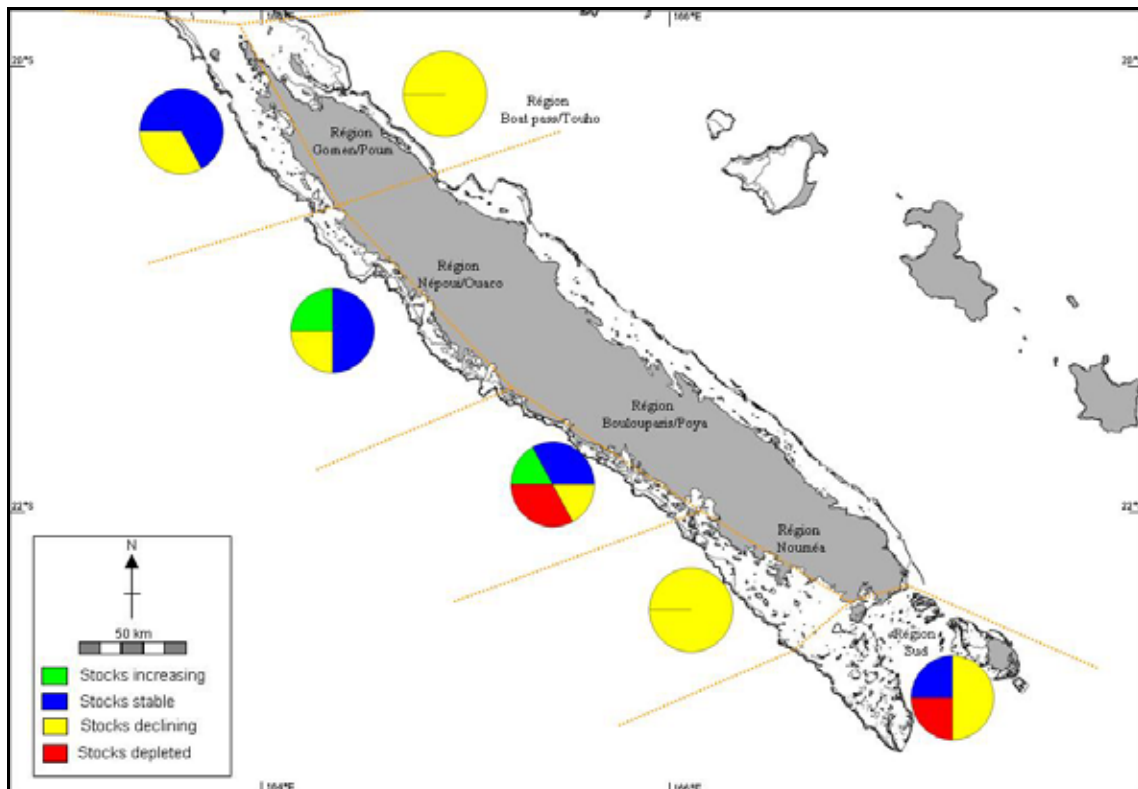 20°S
20°
166°E
Région
Boat pass/Touho
Région
Gomen/Poum
Région
Népoui/Ouaco
Région
Boulouparis/Poya
22°S
22°
Région
Nouméa
Région
Sud
N
50 km
Stocks increasing
Stocks stable
Stocks declining
Stocks depleted
164°E
166°E